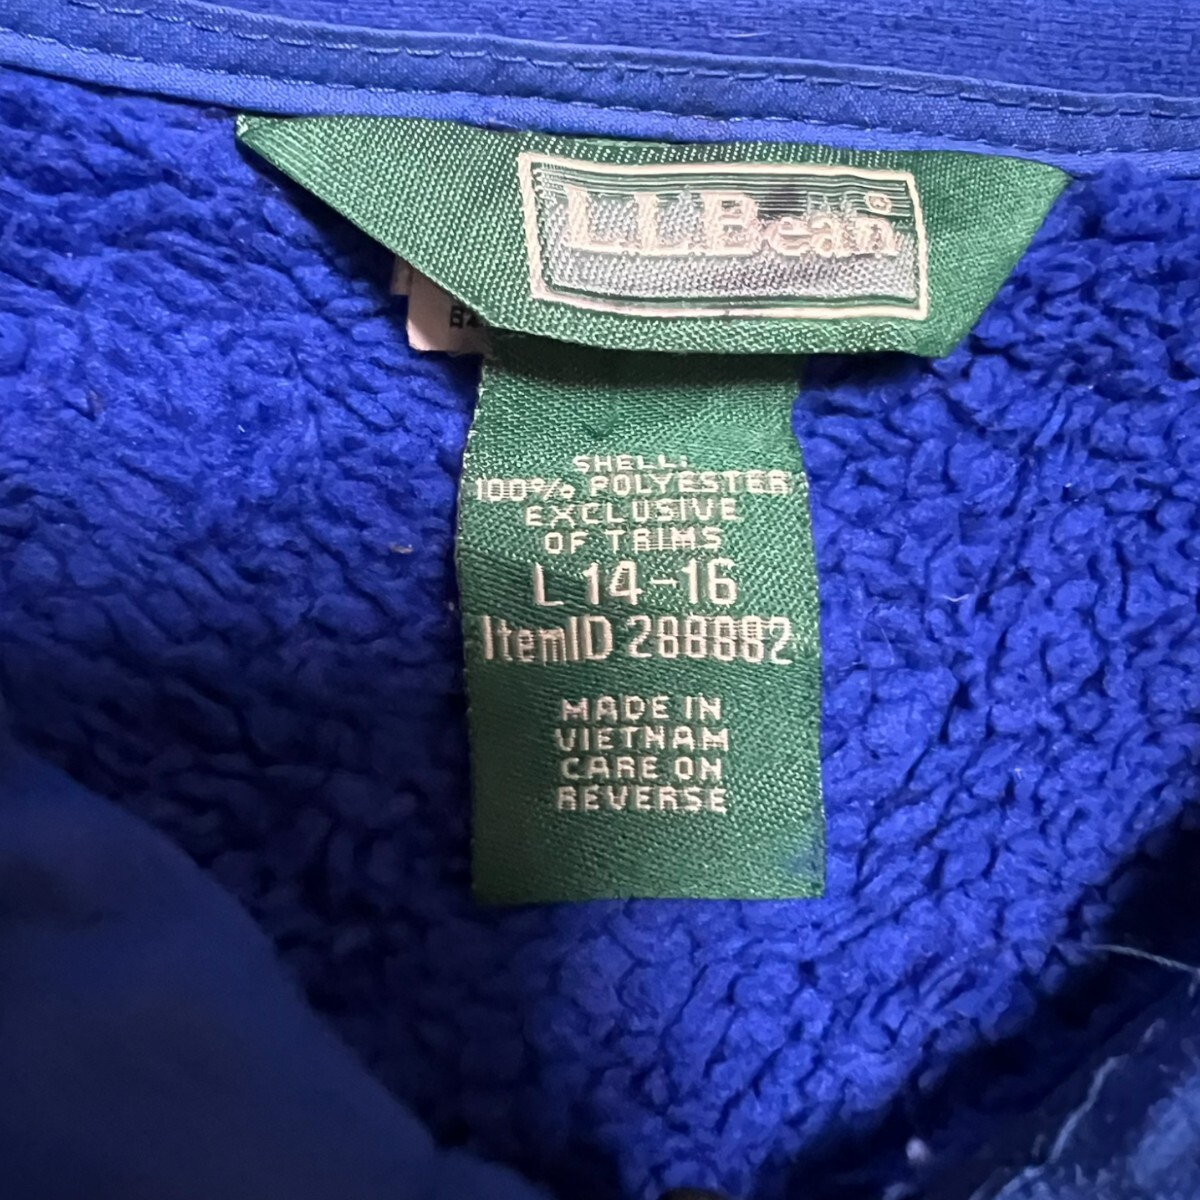 L.L.Bean®
SHELL:
100% POLYESTER
EXCLUSIVE
OF TRIMS
L 14-16
ItemID 288882
MADE IN
VIETNAM
CARE ON
REVERSE